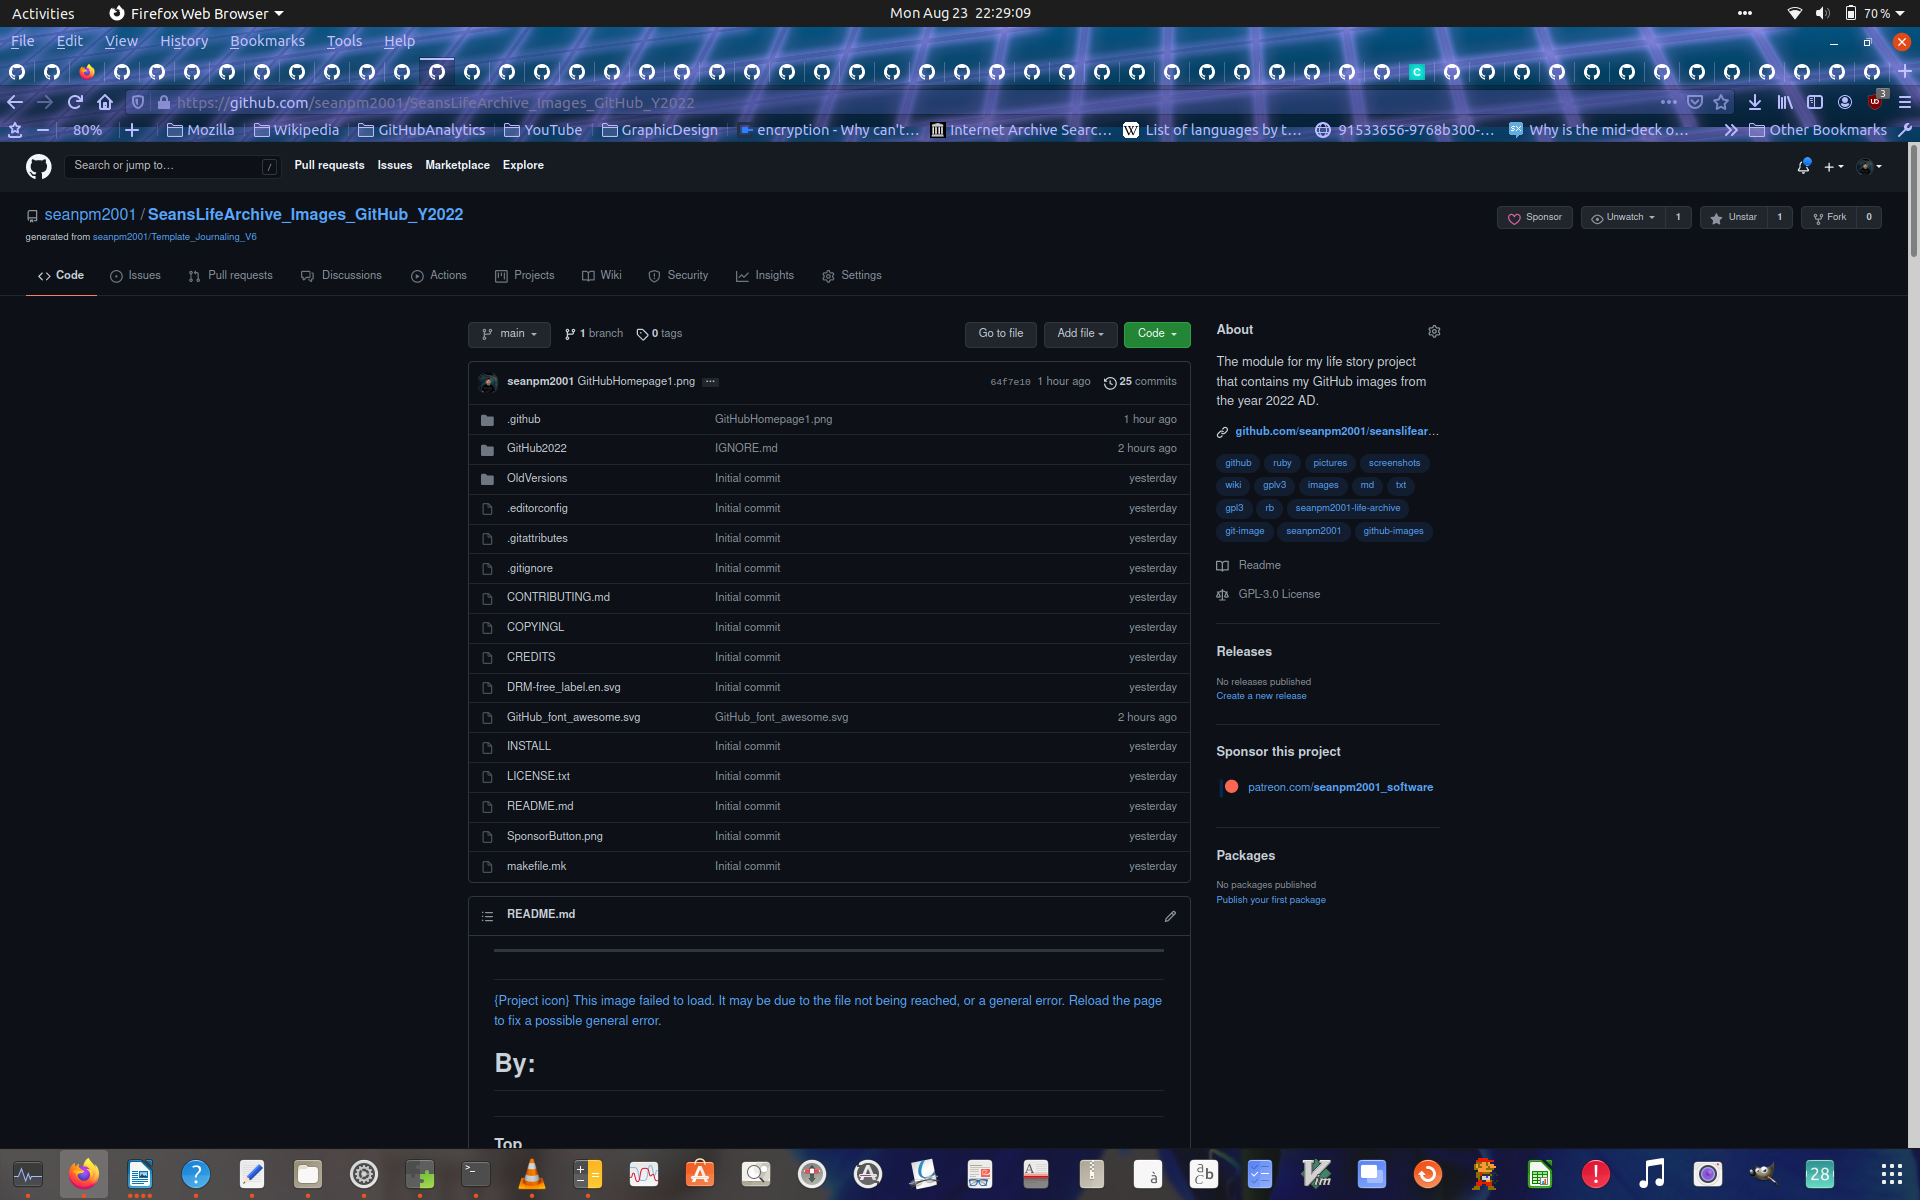 Activities Firefox Web Browser Mon Aug 23 22:29:09 70 %
File Edit View History Bookmarks Tools Help
https://github.com/seanpm2001/SeansLifeArchive_Images_GitHub_Y2022 3
80% Mozilla Wikipedia GitHubAnalytics YouTube GraphicDesign encryption - Why can't… Internet Archive Searc… List of languages by t… 91533656-9768b300-… Why is the mid-deck o… Other Bookmarks
Search or jump to… / Pull requests Issues Marketplace Explore
seanpm2001 / SeansLifeArchive_Images_GitHub_Y2022 Sponsor Unwatch 1 Unstar 1 Fork 0
generated from seanpm2001/Template_Journaling_V6
Code Issues Pull requests Discussions Actions Projects Wiki Security Insights Settings
main 1 branch 0 tags Go to file Add file Code
seanpm2001 GitHubHomepage1.png ... 64f7e10 1 hour ago 25 commits
.github GitHubHomepage1.png 1 hour ago
GitHub2022 IGNORE.md 2 hours ago
OldVersions Initial commit yesterday
.editorconfig Initial commit yesterday
.gitattributes Initial commit yesterday
.gitignore Initial commit yesterday
CONTRIBUTING.md Initial commit yesterday
COPYINGL Initial commit yesterday
CREDITS Initial commit yesterday
DRM-free_label.en.svg Initial commit yesterday
GitHub_font_awesome.svg GitHub_font_awesome.svg 2 hours ago
INSTALL Initial commit yesterday
LICENSE.txt Initial commit yesterday
README.md Initial commit yesterday
SponsorButton.png Initial commit yesterday
makefile.mk Initial commit yesterday
README.md
{Project icon} This image failed to load. It may be due to the file not being reached, or a general error. Reload the page
to fix a possible general error.
By:
Top
About
The module for my life story project
that contains my GitHub images from
the year 2022 AD.
github.com/seanpm2001/seanslifear…
github ruby pictures screenshots
wiki gplv3 images md txt
gpl3 rb seanpm2001-life-archive
git-image seanpm2001 github-images
Readme
GPL-3.0 License
Releases
No releases published
Create a new release
Sponsor this project
patreon.com/seanpm2001_software
Packages
No packages published
Publish your first package
28